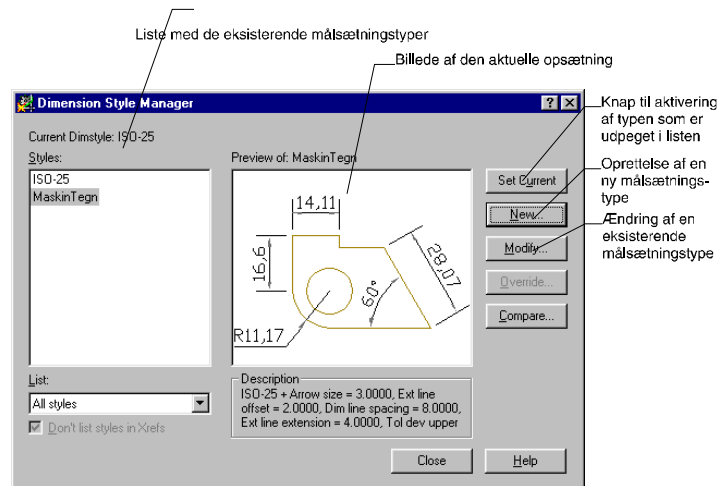 Liste med de eksisterende målsætningstyper
Billede af den aktuelle opsætning
Dimension Style Manager
Knap til aktivering
af typen som er
udpeget i listen
Current Dimstyle: ISO-25
Styles:
Preview of: MaskinTegn
ISO-25
MaskinTegn
14,11
16,6
28,07
60°
R11,17
Set Current
New...
Modify...
Override...
Compare...
Oprettelse af en
ny målsætnings-
type
Ændring af en
eksisterende
målsætningstype
List:
All styles
Don't list styles in Xrefs
Description
ISO-25 + Arrow size = 3.0000, Ext line
offset = 2.0000, Dim line spacing = 8.0000,
Ext line extension = 4.0000, Tol dev upper
Close
Help